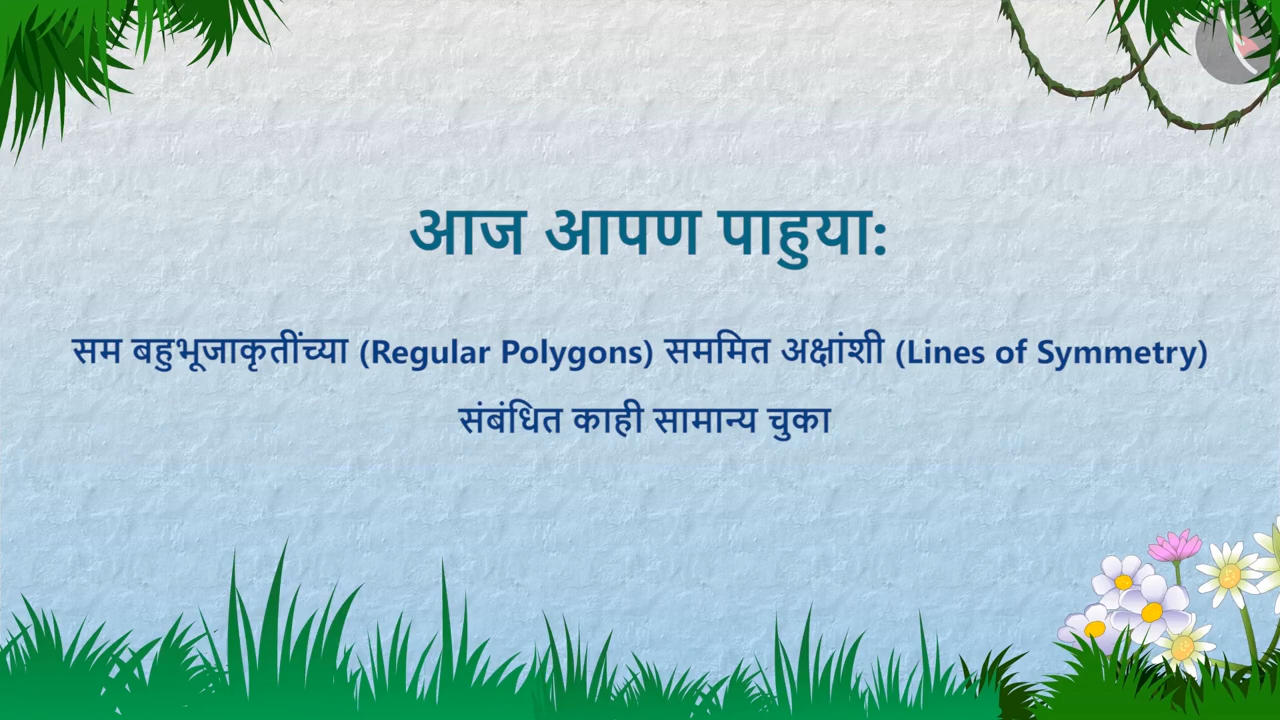 आज आपण पाहुया:
सम बहुभूजाकृतींच्या (Regular Polygons) सममित अक्षांशी (Lines of Symmetry)
संबंधित काही सामान्य चुका